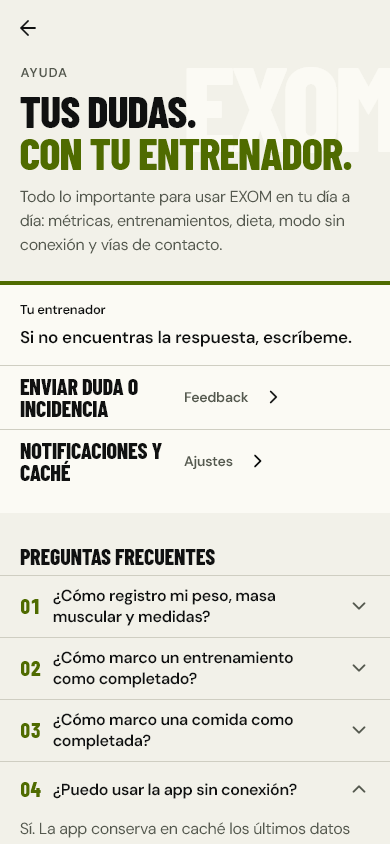 AYUDA
EXOM
TUS DUDAS.
CON TU ENTRENADOR.
Todo lo importante para usar EXOM en tu día a
día: métricas, entrenamientos, dieta, modo sin
conexión y vías de contacto.
Tu entrenador
Si no encuentras la respuesta, escríbeme.
ENVIAR DUDA O
INCIDENCIA
Feedback
NOTIFICACIONES Y
CACHÉ
Ajustes
PREGUNTAS FRECUENTES
01 ¿Cómo registro mi peso, masa
muscular y medidas?
02 ¿Cómo marco un entrenamiento
como completado?
03 ¿Cómo marco una comida como
completada?
04 ¿Puedo usar la app sin conexión?
Sí. La app conserva en caché los últimos datos